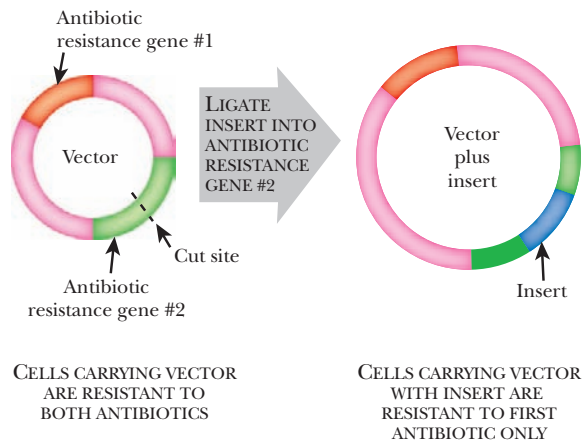 Antibiotic
resistance gene #1
Vector
LIGATE
INSERT INTO
ANTIBIOTIC
RESISTANCE
GENE #2
Vector
plus
insert
Cut site
Antibiotic
resistance gene #2
Insert
CELLS CARRYING VECTOR
ARE RESISTANT TO
BOTH ANTIBIOTICS
CELLS CARRYING VECTOR
WITH INSERT ARE
RESISTANT TO FIRST
ANTIBIOTIC ONLY